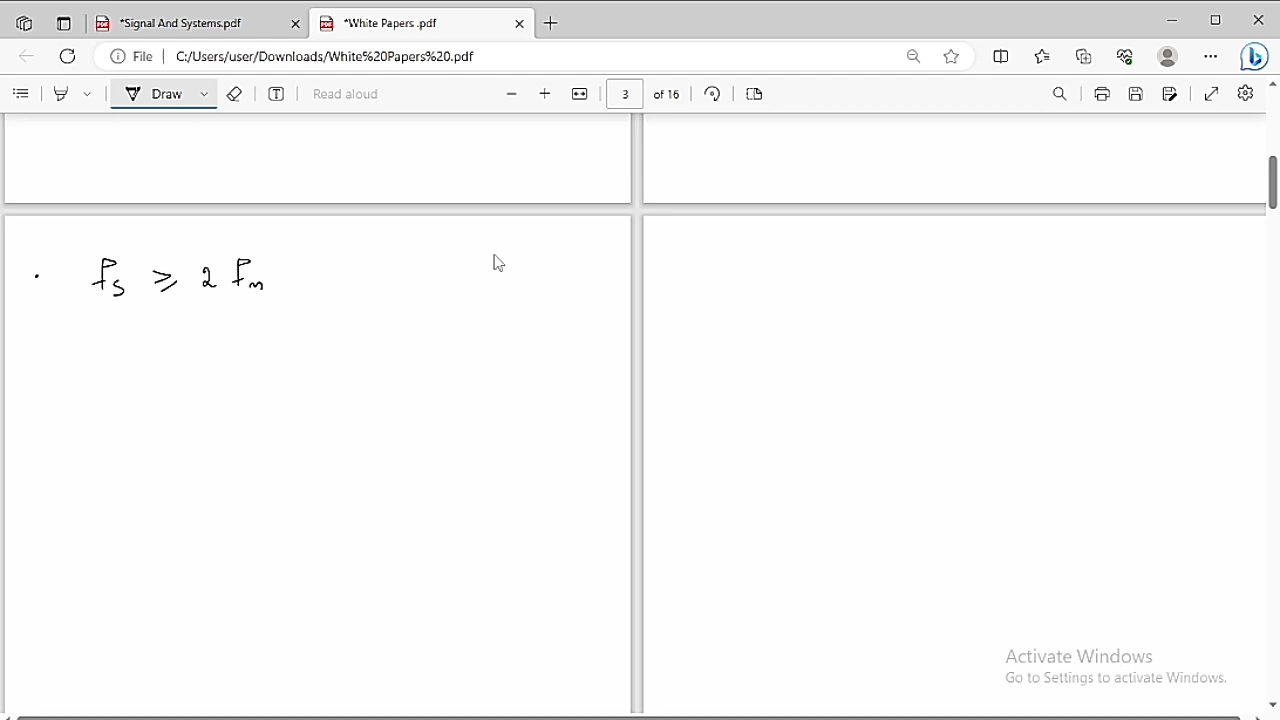 *Signal And Systems.pdf
*White Papers .pdf
File
C:/Users/user/Downloads/White%20Papers%20.pdf
Draw
Read aloud
3 of 16
. fs ≥ 2 fm
Activate Windows
Go to Settings to activate Windows.